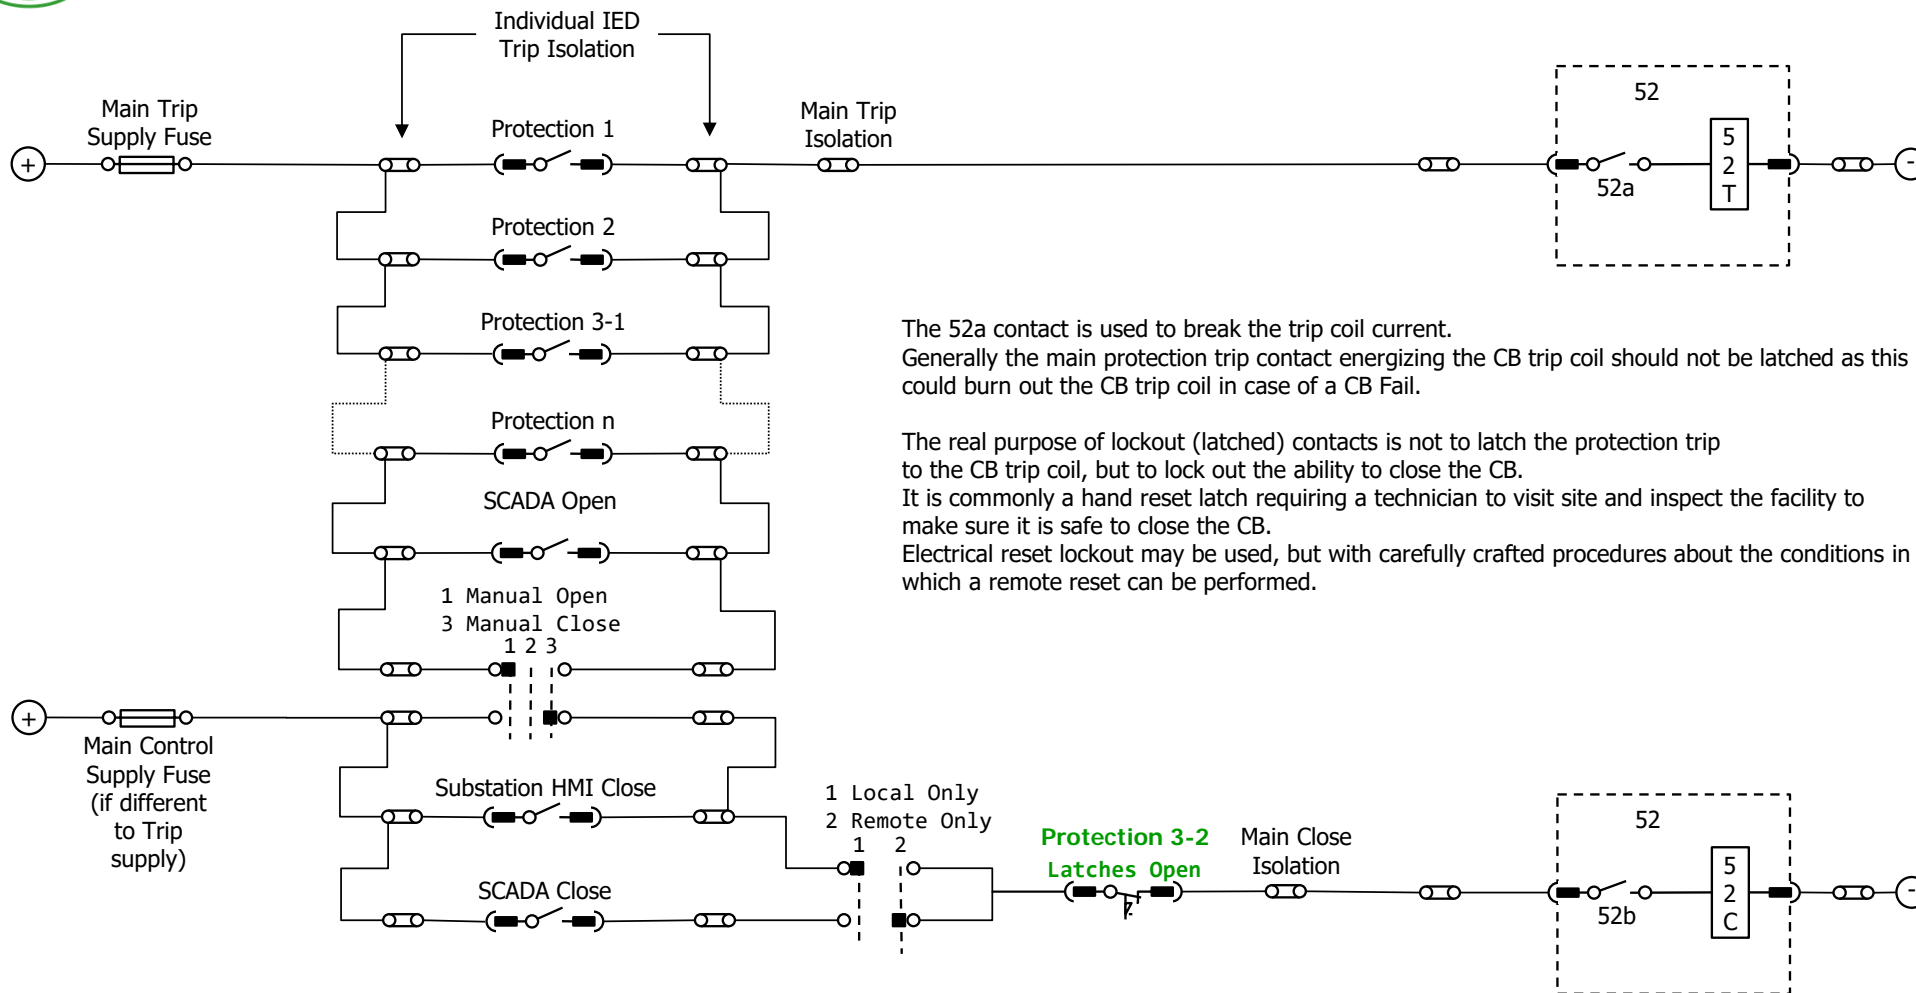 Individual IED
Trip Isolation
Main Trip
Supply Fuse
Protection 1
Main Trip
Isolation
52
+
52a
5
2
T
-
Protection 2
Protection 3-1
Protection n
SCADA Open
The 52a contact is used to break the trip coil current.
Generally the main protection trip contact energizing the CB trip coil should not be latched as this
could burn out the CB trip coil in case of a CB Fail.
The real purpose of lockout (latched) contacts is not to latch the protection trip
to the CB trip coil, but to lock out the ability to close the CB.
It is commonly a hand reset latch requiring a technician to visit site and inspect the facility to
make sure it is safe to close the CB.
Electrical reset lockout may be used, but with carefully crafted procedures about the conditions in
which a remote reset can be performed.
1 Manual Open
3 Manual Close
1 2 3
+
Main Control
Supply Fuse
(if different
to Trip
supply)
Substation HMI Close
SCADA Close
1 Local Only
2 Remote Only
1 2
Protection 3-2
Latches Open
Main Close
Isolation
52
52b
5
2
C
-